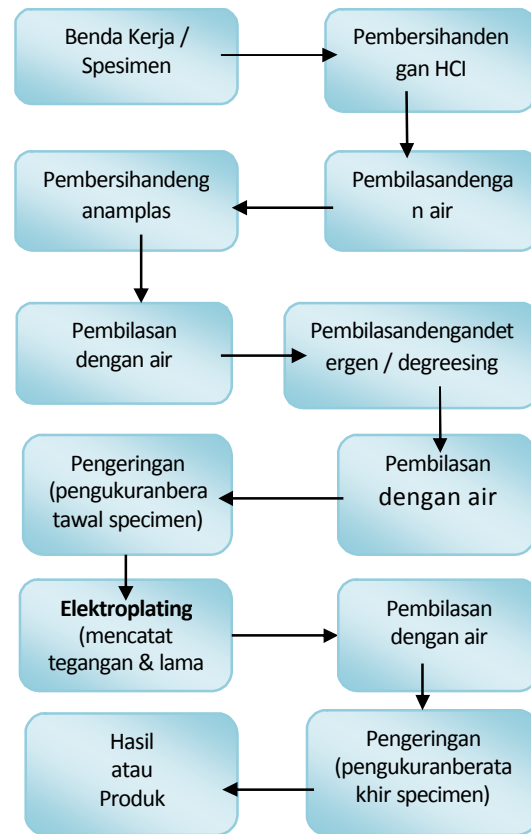 Benda Kerja /
Spesimen
Pembersihanden
gan HCI
Pembilasandenga
n air
Pembersihandeng
anamplas
Pembilasan
dengan air
Pembilasandengandet
ergen / degreesing
Pembilasan
dengan air
Pengeringan
(pengukuranbera
tawal specimen)
Elektroplating
(mencatat
tegangan & lama
Pembilasan
dengan air
Pengeringan
(pengukuranberata
khir specimen)
Hasil
atau
Produk